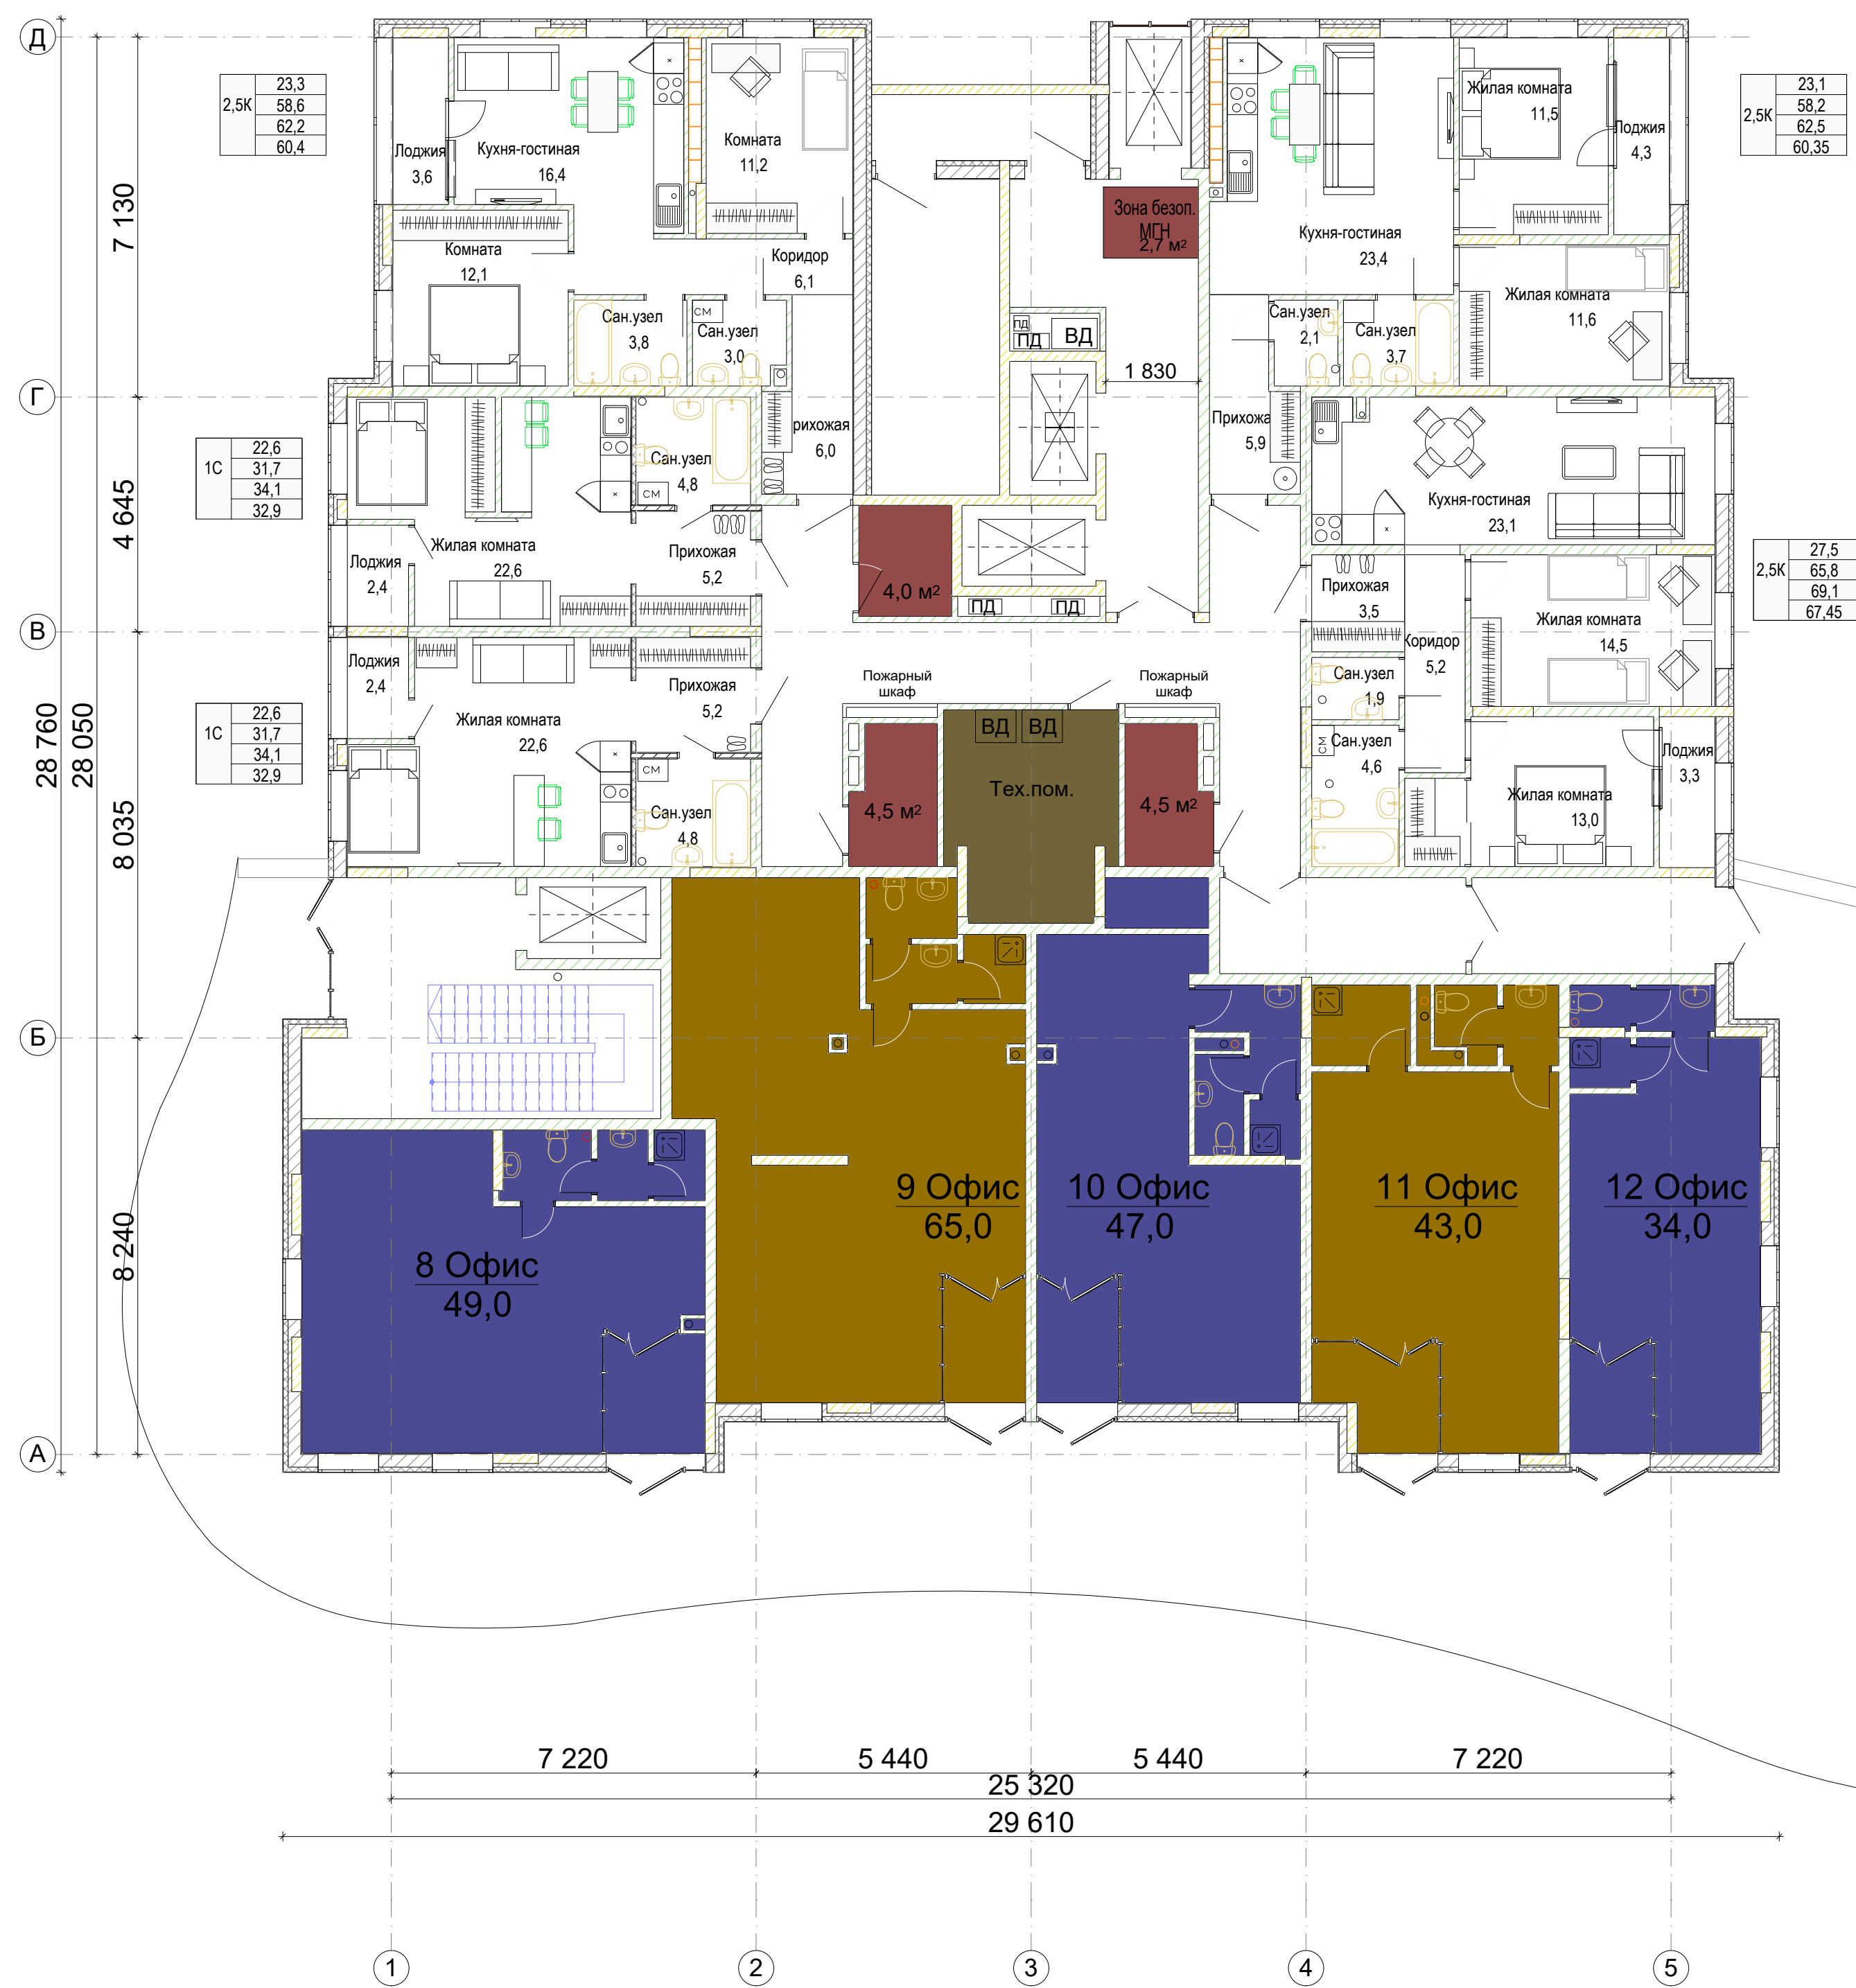 Д
23,3
2,5К
58,6
62,2
60,4
23,1
2,5К
58,2
62,5
60,35
Лоджия
3,6
Кухня-гостиная
16,4
Комната
11,2
Жилая комната
11,5
Лоджия
4,3
7 130
Комната
12,1
Коридор
6,1
Зона безоп.
МГН
2,7 м2
Кухня-гостиная
23,4
Жилая комната
11,6
Сан.узел
3,8
СМ
Сан.узел
3,0
ПД
ПД
ВД
Сан.узел
2,1
Сан.узел
3,7
1 830
Г
рихожая
6,0
Прихожа
5,9
22,6
1С
31,7
34,1
32,9
Сан.узел
4,8
СМ
Кухня-гостиная
23,1
4 645
Лоджия
2,4
Жилая комната
22,6
Прихожая
5,2
4,0 м2
ПД
ПД
Прихожая
3,5
27,5
2,5К
65,8
69,1
67,45
В
Коридор
5,2
Жилая комната
14,5
Лоджия
2,4
Прихожая
5,2
Пожарный
шкаф
Пожарный
шкаф
Сан.узел
1,9
22,6
1С
31,7
34,1
32,9
Жилая комната
22,6
ВД
ВД
СМ
СМ
Сан.узел
4,6
Лоджия
3,3
28 760
28 050
8 035
Сан.узел
4,8
4,5 м2
Тех.пом.
4,5 м2
Жилая комната
13,0
Б
8 240
8 Офис
49,0
9 Офис
65,0
10 Офис
47,0
11 Офис
43,0
12 Офис
34,0
А
7 220
5 440
5 440
7 220
25 320
29 610
1
2
3
4
5